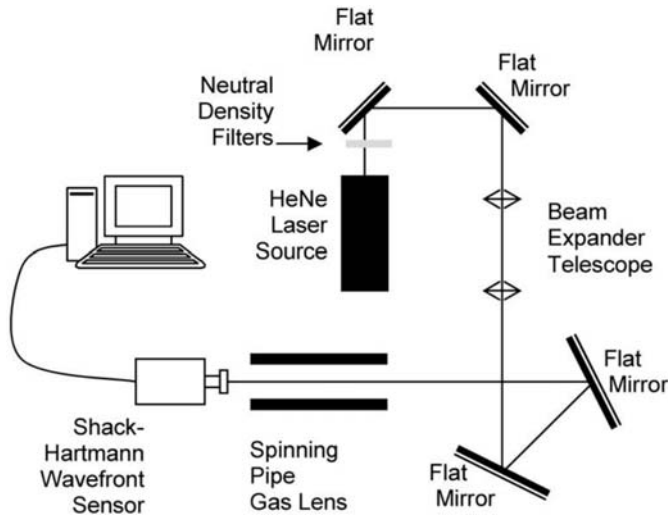 Flat
Mirror
Flat
Mirror
Neutral
Density
Filters
HeNe
Laser
Source
Beam
Expander
Telescope
Flat
Mirror
Shack-
Hartmann
Wavefront
Sensor
Spinning
Pipe
Gas Lens
Flat
Mirror